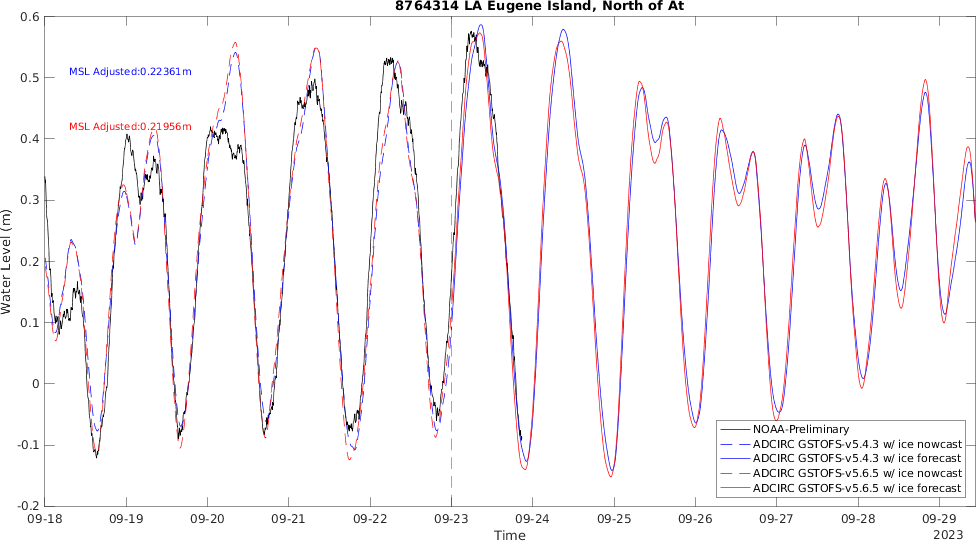 8764314 LA Eugene Island, North of At
0.6
0.5
0.4
0.3
0.2
0.1
0
-0.1
-0.2
Water Level (m)
MSL Adjusted:0.22361m
MSL Adjusted:0.21956m
NOAA-Preliminary
ADCIRC GSTOFS-v5.4.3 w/ ice nowcast
ADCIRC GSTOFS-v5.4.3 w/ ice forecast
ADCIRC GSTOFS-v5.6.5 w/ ice nowcast
ADCIRC GSTOFS-v5.6.5 w/ ice forecast
09-18 09-19 09-20 09-21 09-22 09-23 09-24 09-25 09-26 09-27 09-28 09-29
Time
2023